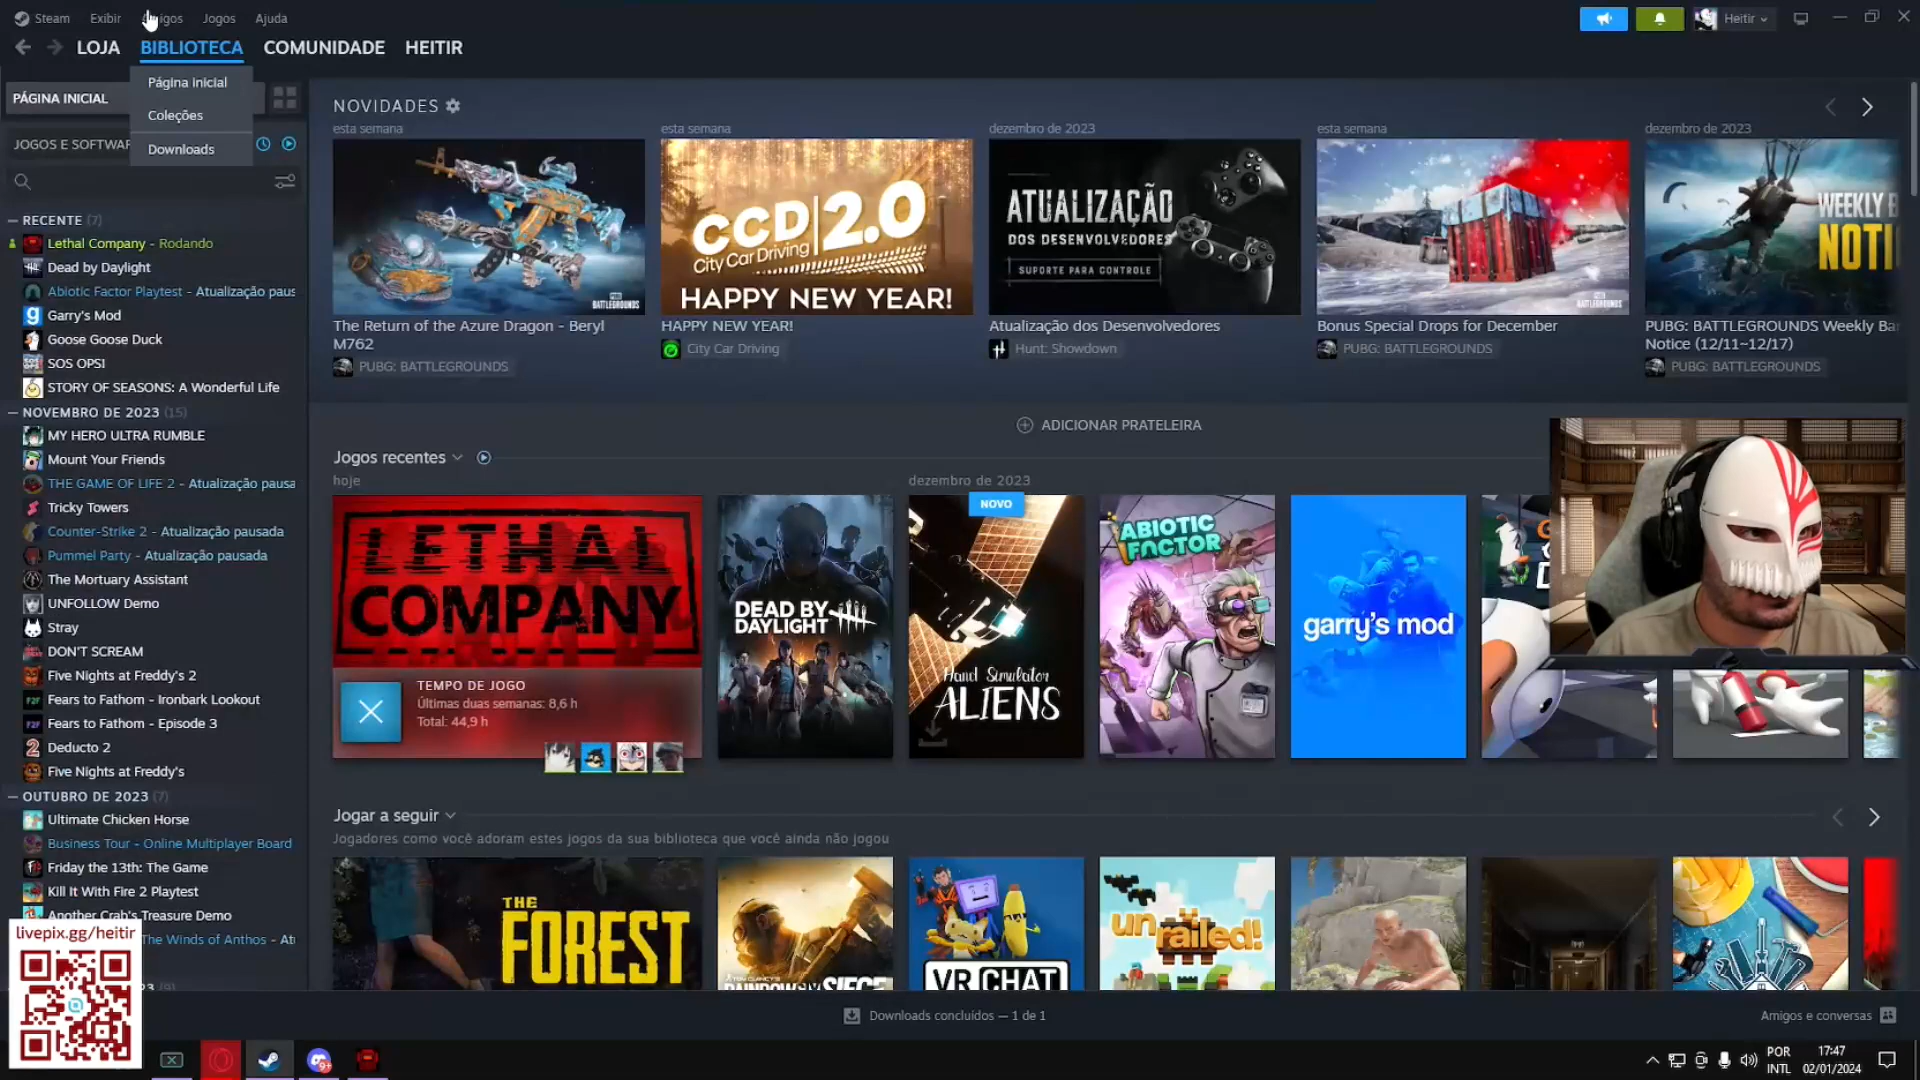 Steam Exibir Amigos Jogos Ajuda
Heitir
LOJA BIBLIOTECA COMUNIDADE HEITIR
Página inicial
Coleções
Downloads
PÁGINA INICIAL
JOGOS E SOFTWAR
RECENTE (7)
Lethal Company - Rodando
Dead by Daylight
Abiotic Factor Playtest - Atualização paus
Garry's Mod
Goose Goose Duck
SOS OPS!
STORY OF SEASONS: A Wonderful Life
NOVEMBRO DE 2023 (15)
MY HERO ULTRA RUMBLE
Mount Your Friends
THE GAME OF LIFE 2 - Atualização pausa
Tricky Towers
Counter-Strike 2 - Atualização pausada
Pummel Party - Atualização pausada
The Mortuary Assistant
UNFOLLOW Demo
Stray
DON'T SCREAM
Five Nights at Freddy's 2
Fears to Fathom - Ironbark Lookout
Fears to Fathom - Episode 3
Deducto 2
Five Nights at Freddy's
OUTUBRO DE 2023 (7)
Ultimate Chicken Horse
Business Tour - Online Multiplayer Board
Friday the 13th: The Game
Kill It With Fire 2 Playtest
Another Crab's Treasure Demo
The Winds of Anthos - Atu
livepix.gg/heitir
NOVIDADES
esta semana
BATTLEGROUNDS
The Return of the Azure Dragon - Beryl
M762
PUBG: BATTLEGROUNDS
esta semana
CCD 2.0
City Car Driving
HAPPY NEW YEAR!
HAPPY NEW YEAR!
City Car Driving
dezembro de 2023
ATUALIZAÇÃO
DOS DESENVOLVEDORES
SUPORTE PARA CONTROLE
Atualização dos Desenvolvedores
Hunt: Showdown
esta semana
BATTLEGROUNDS
Bonus Special Drops for December
PUBG: BATTLEGROUNDS
dezembro de 2023
WEEKLY B
NOTI
PUBG: BATTLEGROUNDS Weekly Ba
Notice (12/11~12/17)
PUBG: BATTLEGROUNDS
ADICIONAR PRATELEIRA
Jogos recentes
hoje
LETHAL
COMPANY
TEMPO DE JOGO
Últimas duas semanas: 8,6 h
Total: 44,9 h
DEAD BY
DAYLIGHT
dezembro de 2023
NOVO
Hand Simulator
ALIENS
ABIOTIC
FACTOR
garry's mod
Jogar a seguir
Jogadores como você adoram estes jogos da sua biblioteca que você ainda não jogou
THE
FOREST
VRCHAT
unrailed!
Downloads concluídos — 1 de 1
Amigos e conversas
9+
POR
INTL
17:47
02/01/2024